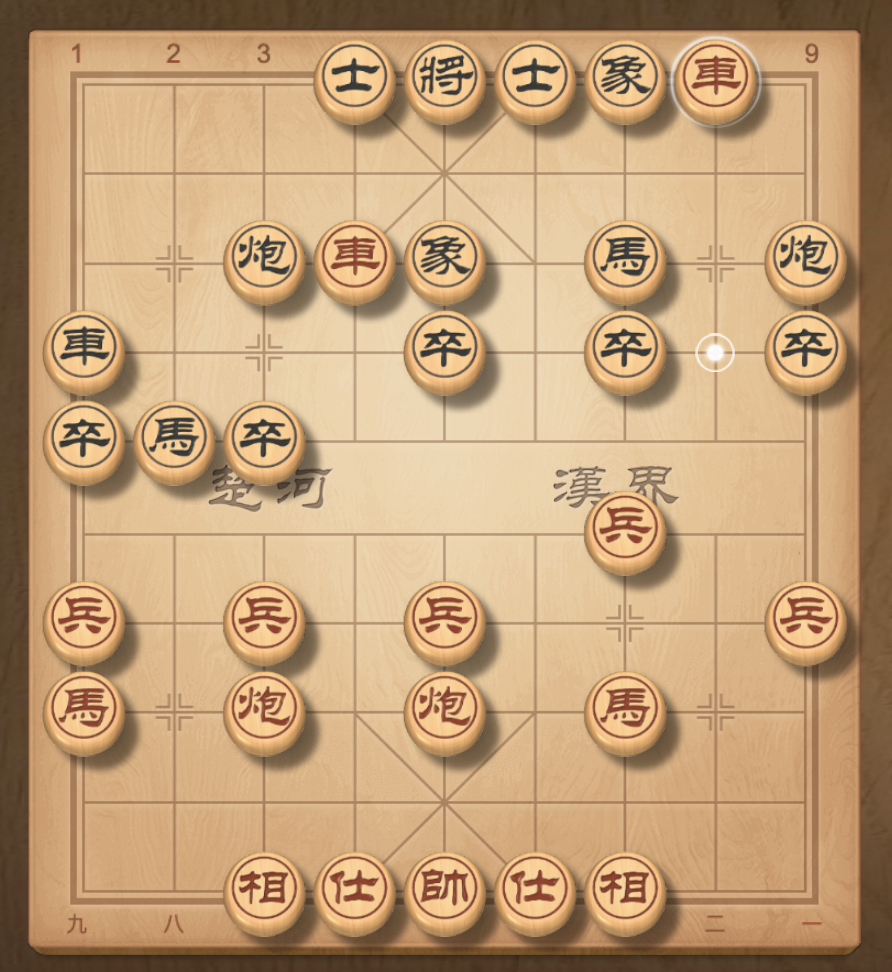 1 2 3 9
士 將 士 象 車
炮 車 象 馬 炮
車 卒 卒 卒
卒 馬 卒
楚 河 漢 界
兵
兵 兵 兵 兵
馬 炮 炮 馬
相 仕 帥 仕 相
九 八 二 一